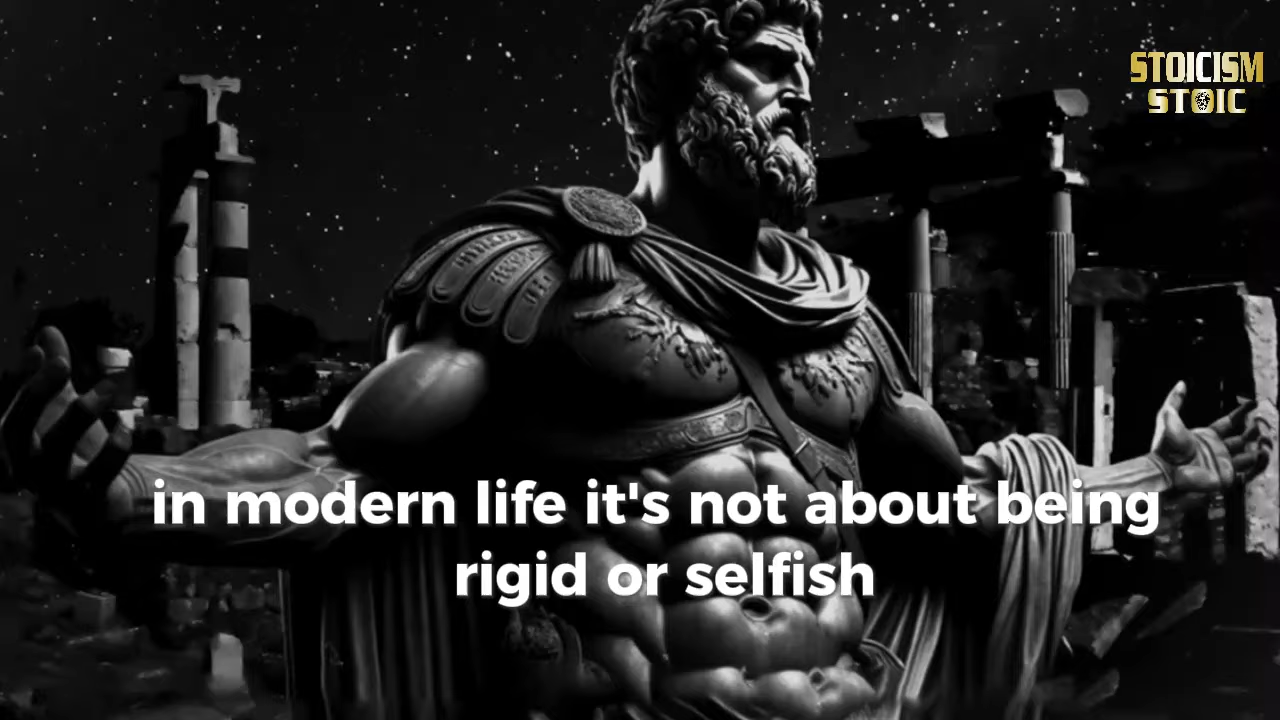 STOICISM
STOIC
in modern life it's not about being
rigid or selfish